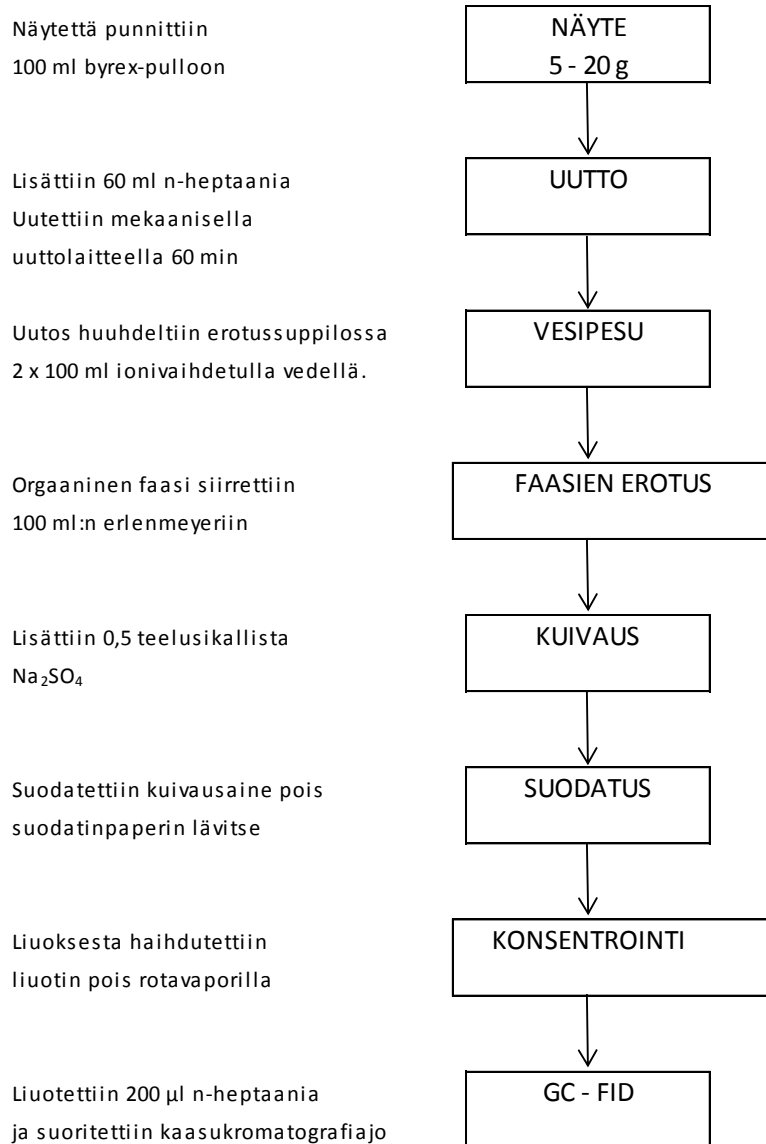 Näytettä punnittiin
100 ml byrex-pulloon
NÄYTE
5 - 20 g
Lisättiin 60 ml n-heptaania
Uutettiin mekaanisella
uuttolaitteella 60 min
UUTTO
Uutos huuhdeltiin erotussuppilossa
2 x 100 ml ionivaihdetulla vedellä.
VESIPESU
Orgaaninen faasi siirrettiin
100 ml:n erlenmeyeriin
FAASIEN EROTUS
Lisättiin 0,5 teelusikallista
Na₂SO₄
KUIVAUS
Suodatettiin kuivausaine pois
suodatinpaperin lävitse
SUODATUS
Liuoksesta haihdutettiin
liuotin pois rotavaporilla
KONSENTROINTI
Liuotettiin 200 µl n-heptaania
ja suoritettiin kaasukromatografiajo
GC - FID